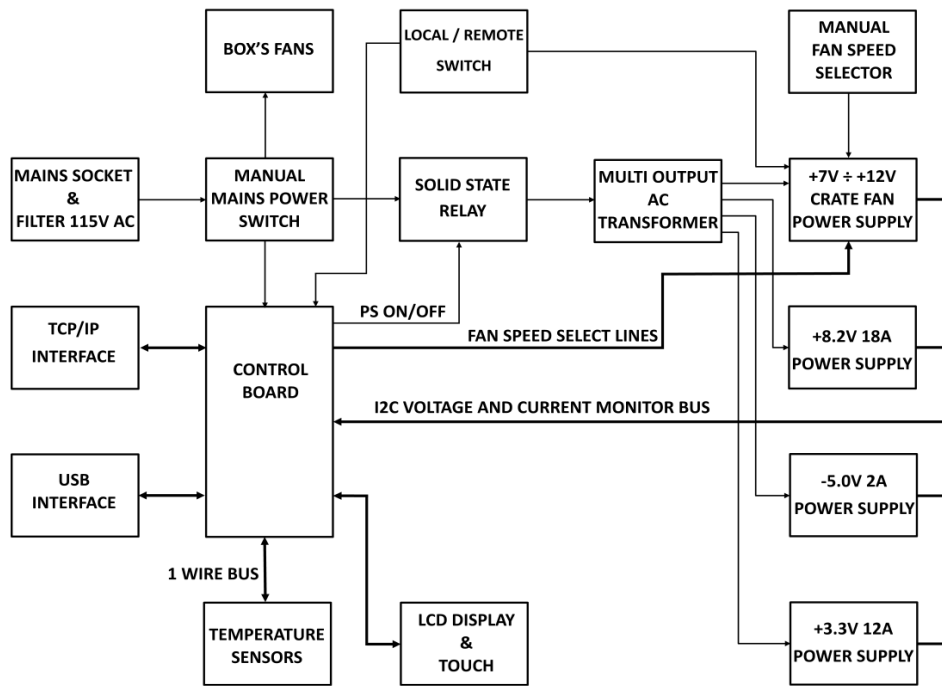 BOX'S FANS
LOCAL / REMOTE
SWITCH
MANUAL
FAN SPEED
SELECTOR
MAINS SOCKET
&
FILTER 115V AC
MANUAL
MAINS POWER
SWITCH
SOLID STATE
RELAY
MULTI OUTPUT
AC
TRANSFORMER
+7V ÷ +12V
CRATE FAN
POWER SUPPLY
PS ON/OFF
TCP/IP
INTERFACE
CONTROL
BOARD
FAN SPEED SELECT LINES
+8.2V 18A
POWER SUPPLY
I2C VOLTAGE AND CURRENT MONITOR BUS
USB
INTERFACE
-5.0V 2A
POWER SUPPLY
1 WIRE BUS
TEMPERATURE
SENSORS
LCD DISPLAY
&
TOUCH
+3.3V 12A
POWER SUPPLY